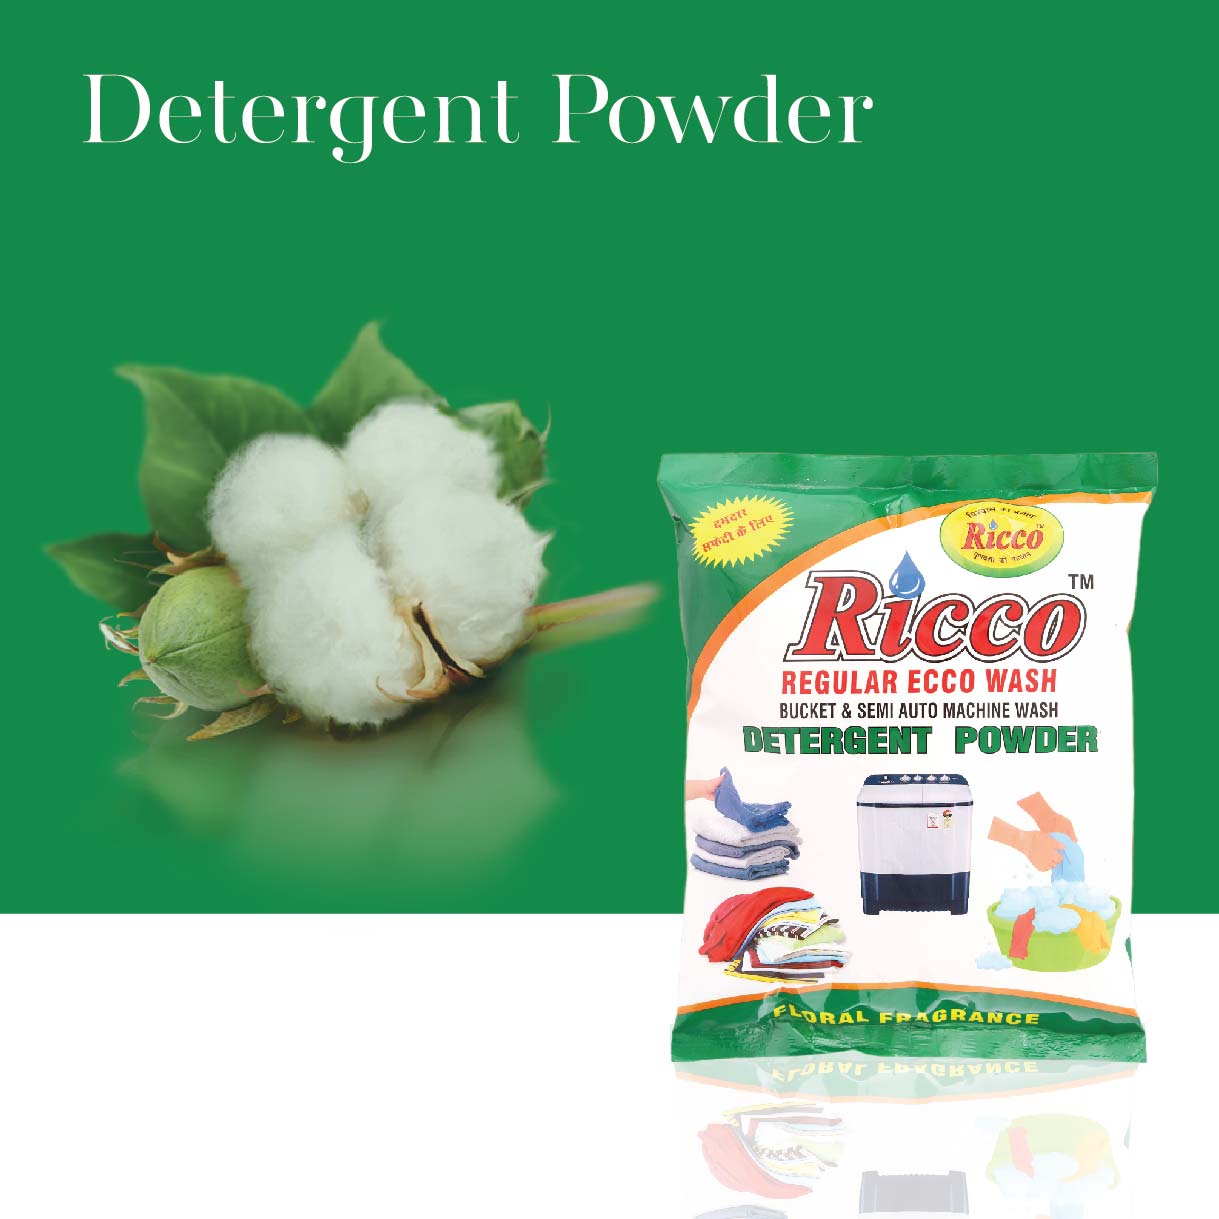 Detergent Powder
दमदार
सफेदी के लिए
Ricco
TM
Ricco
TM
REGULAR ECCO WASH
BUCKET & SEMI AUTO MACHINE WASH
DETERGENT POWDER
FLORAL FRAGRANCE